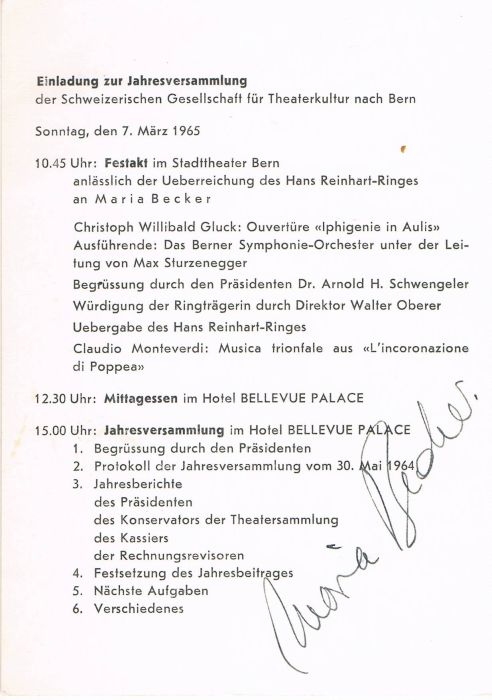 Einladung zur Jahresversammlung
der Schweizerischen Gesellschaft für Theaterkultur nach Bern
Sonntag, den 7. März 1965
10.45 Uhr: Festakt im Stadttheater Bern
anlässlich der Ueberreichung des Hans Reinhart-Ringes
an Maria Becker
Christoph Willibald Gluck: Ouvertüre «Iphigenie in Aulis»
Ausführende: Das Berner Symphonie-Orchester unter der Lei-
tung von Max Sturzenegger
Begrüssung durch den Präsidenten Dr. Arnold H. Schwengeler
Würdigung der Ringträgerin durch Direktor Walter Oberer
Uebergabe des Hans Reinhart-Ringes
Claudio Monteverdi: Musica trionfale aus «L'incoronazione
di Poppea»
12.30 Uhr: Mittagessen im Hotel BELLEVUE PALACE
15.00 Uhr: Jahresversammlung im Hotel BELLEVUE PALACE
1. Begrüssung durch den Präsidenten
2. Protokoll der Jahresversammlung vom 30. Mai 1964
3. Jahresberichte
des Präsidenten
des Konservators der Theatersammlung
des Kassiers
der Rechnungsrevisoren
4. Festsetzung des Jahresbeitrages
5. Nächste Aufgaben
6. Verschiedenes
Maria Becker.